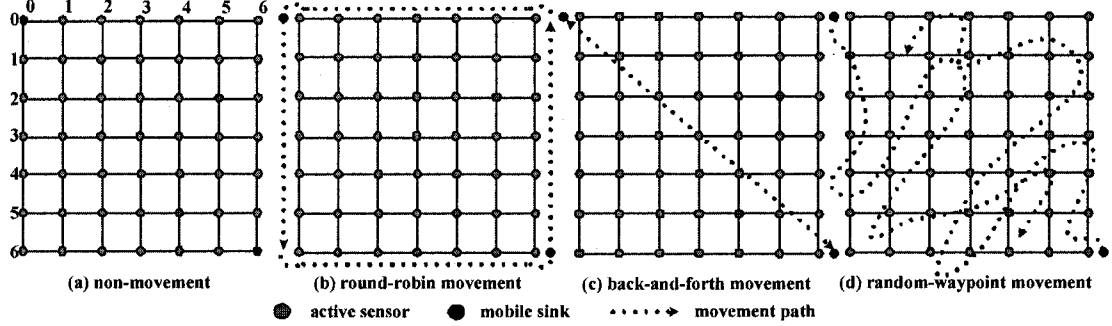 0 1 2 3 4 5 6
0
1
2
3
4
5
6
(a) non-movement (b) round-robin movement (c) back-and-forth movement (d) random-waypoint movement
active sensor mobile sink movement path